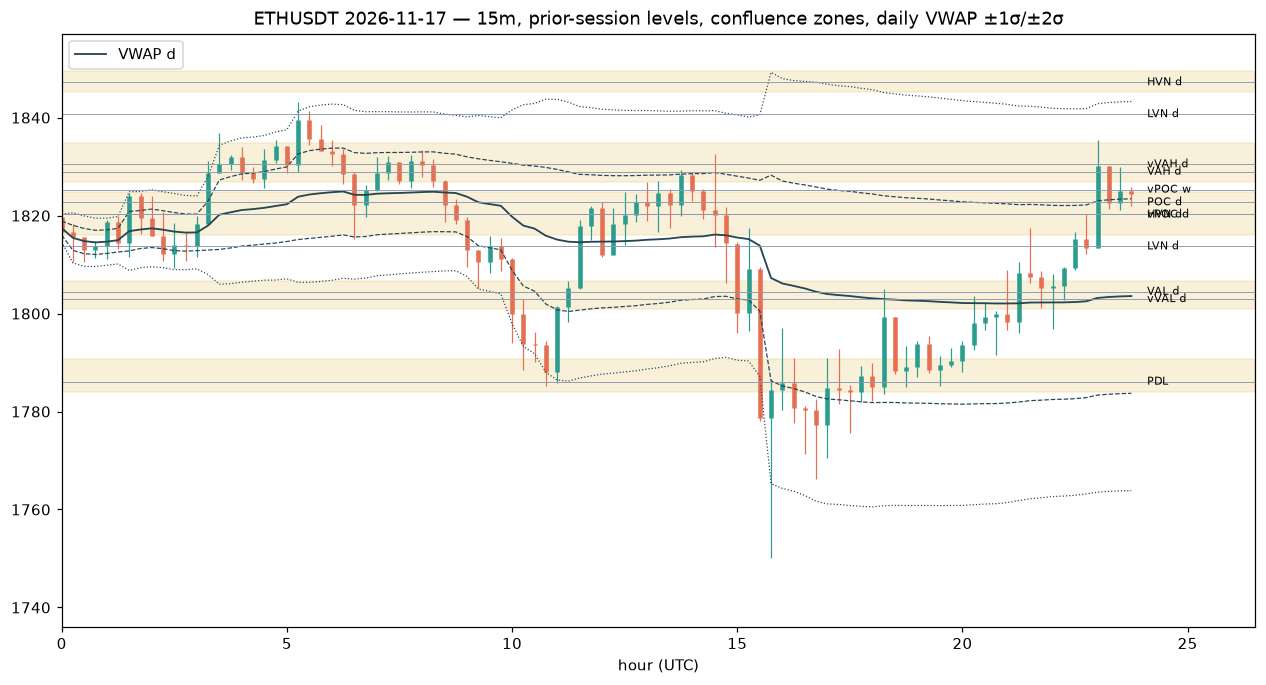 ETHUSDT 2026-11-17 — 15m, prior-session levels, confluence zones, daily VWAP ±1σ/±2σ
VWAP d
HVN d
1840
LVN d
vVAH d
VAH d
vPOC w
1820
POC d
LVN d
VAL d
vVAL d
1800
PDL
1780
1760
1740
0 5 10 15 20 25
hour (UTC)